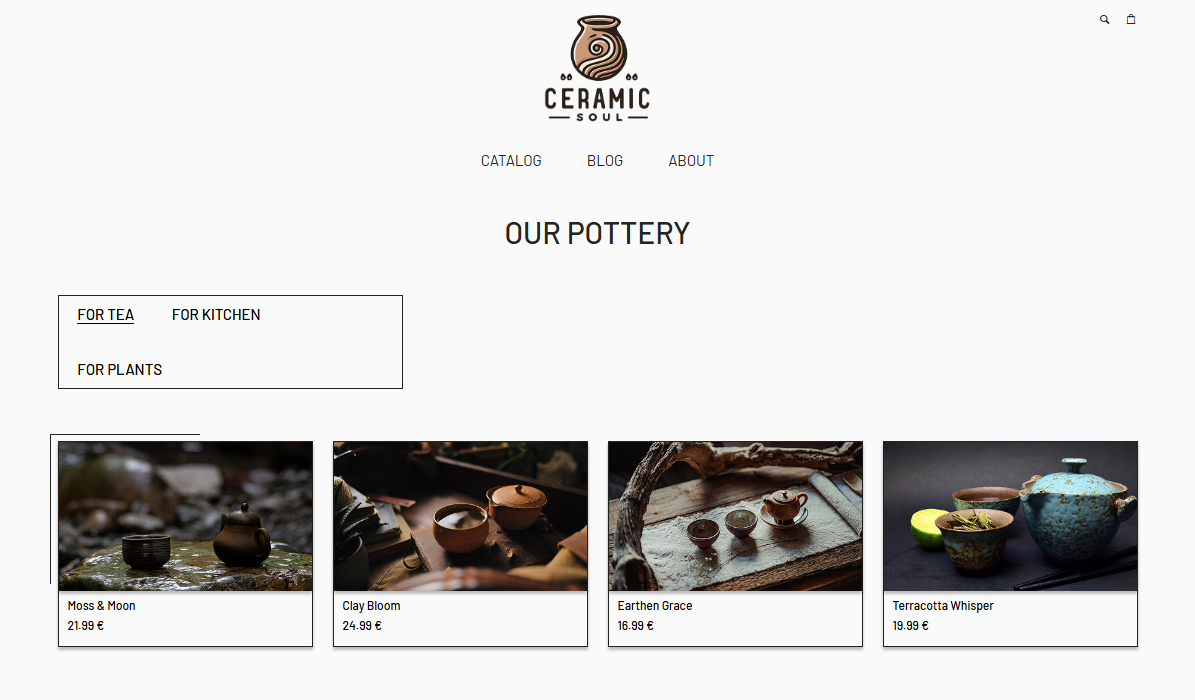 CERAMIC
SOUL
CATALOG BLOG ABOUT
OUR POTTERY
FOR TEA FOR KITCHEN
FOR PLANTS
Moss & Moon
21.99 €
Clay Bloom
24.99 €
Earthen Grace
16.99 €
Terracotta Whisper
19.99 €